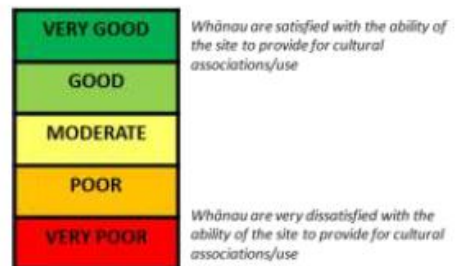 VERY GOOD
Whānau are satisfied with the ability of
the site to provide for cultural
associations/use
GOOD
MODERATE
POOR
VERY POOR
Whānau are very dissatisfied with the
ability of the site to provide for cultural
associations/use